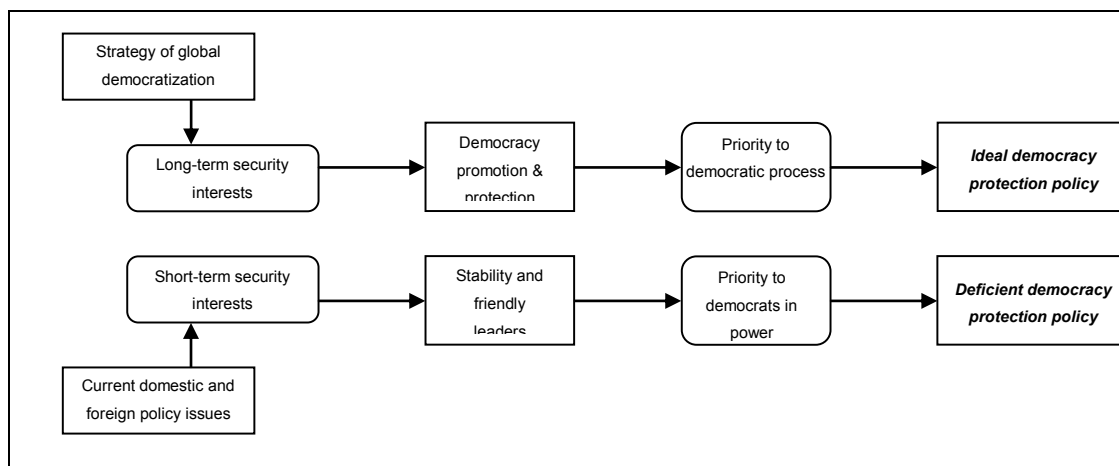 Strategy of global
democratization
Long-term security
interests
Democracy
promotion &
protection
Priority to
democratic process
Ideal democracy
protection policy
Short-term security
interests
Stability and
friendly
leaders
Priority to
democrats in
power
Deficient democracy
protection policy
Current domestic and
foreign policy issues